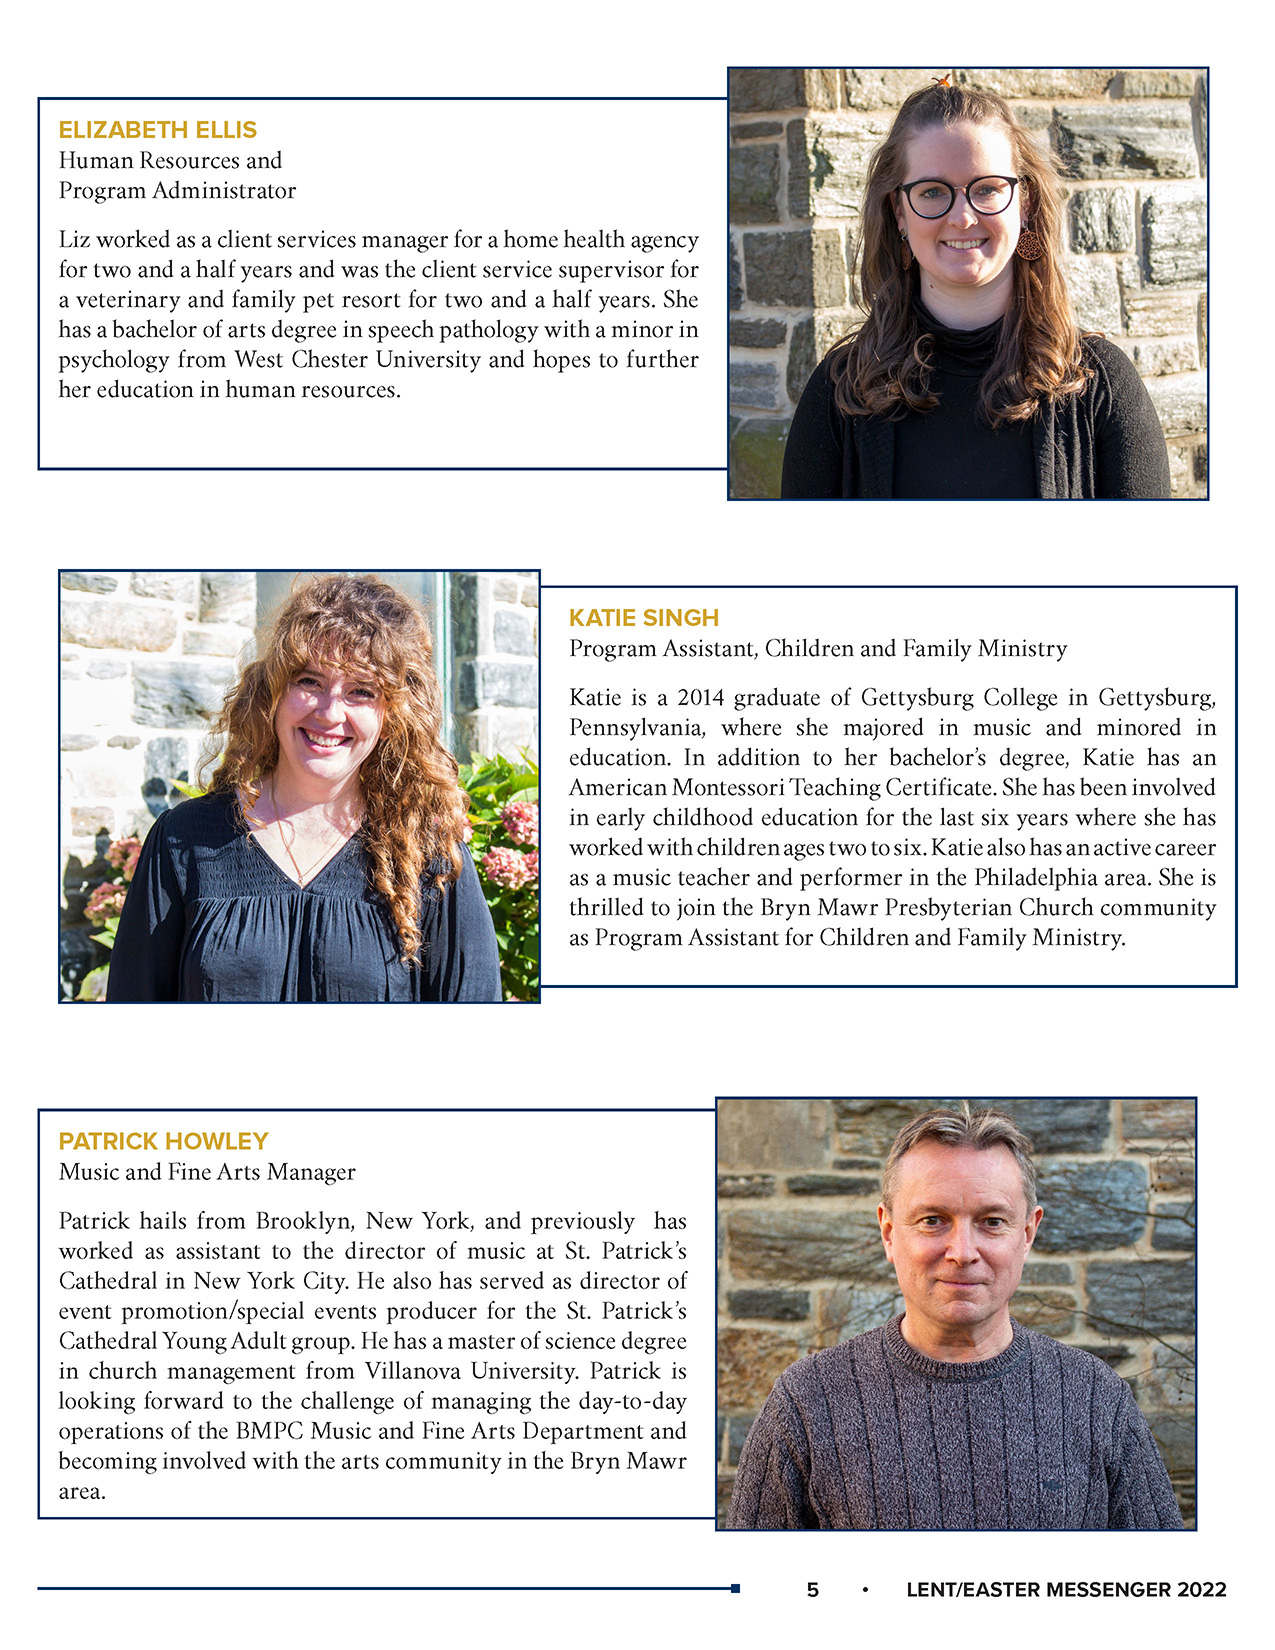 ELIZABETH ELLIS
Human Resources and
Program Administrator
Liz worked as a client services manager for a home health agency
for two and a half years and was the client service supervisor for
a veterinary and family pet resort for two and a half years. She
has a bachelor of arts degree in speech pathology with a minor in
psychology from West Chester University and hopes to further
her education in human resources.
KATIE SINGH
Program Assistant, Children and Family Ministry
Katie is a 2014 graduate of Gettysburg College in Gettysburg,
Pennsylvania, where she majored in music and minored in
education. In addition to her bachelor’s degree, Katie has an
American Montessori Teaching Certificate. She has been involved
in early childhood education for the last six years where she has
worked with children ages two to six. Katie also has an active career
as a music teacher and performer in the Philadelphia area. She is
thrilled to join the Bryn Mawr Presbyterian Church community
as Program Assistant for Children and Family Ministry.
PATRICK HOWLEY
Music and Fine Arts Manager
Patrick hails from Brooklyn, New York, and previously has
worked as assistant to the director of music at St. Patrick’s
Cathedral in New York City. He also has served as director of
event promotion/special events producer for the St. Patrick’s
Cathedral Young Adult group. He has a master of science degree
in church management from Villanova University. Patrick is
looking forward to the challenge of managing the day-to-day
operations of the BMPC Music and Fine Arts Department and
becoming involved with the arts community in the Bryn Mawr
area.
5 • LENT/EASTER MESSENGER 2022